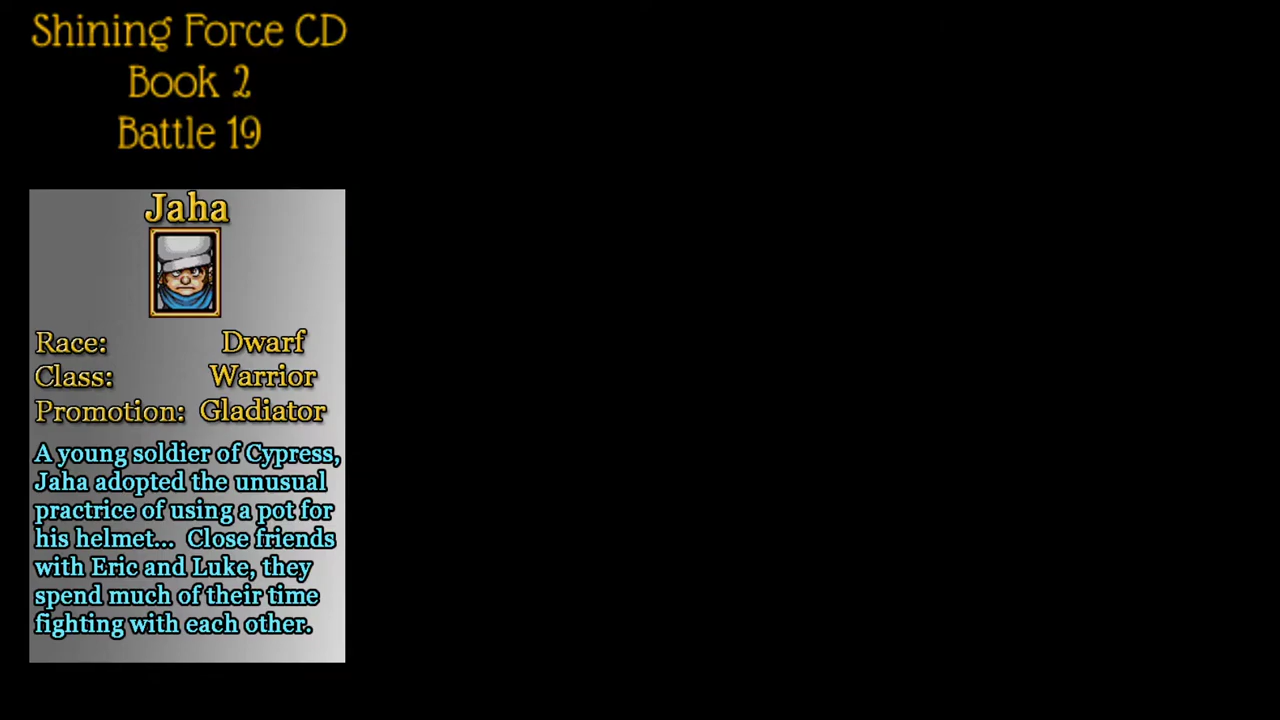 Shining Force CD
Book 2
Battle 19
Jaha
Race: Dwarf
Class: Warrior
Promotion: Gladiator
A young soldier of Cypress,
Jaha adopted the unusual
practrice of using a pot for
his helmet... Close friends
with Eric and Luke, they
spend much of their time
fighting with each other.